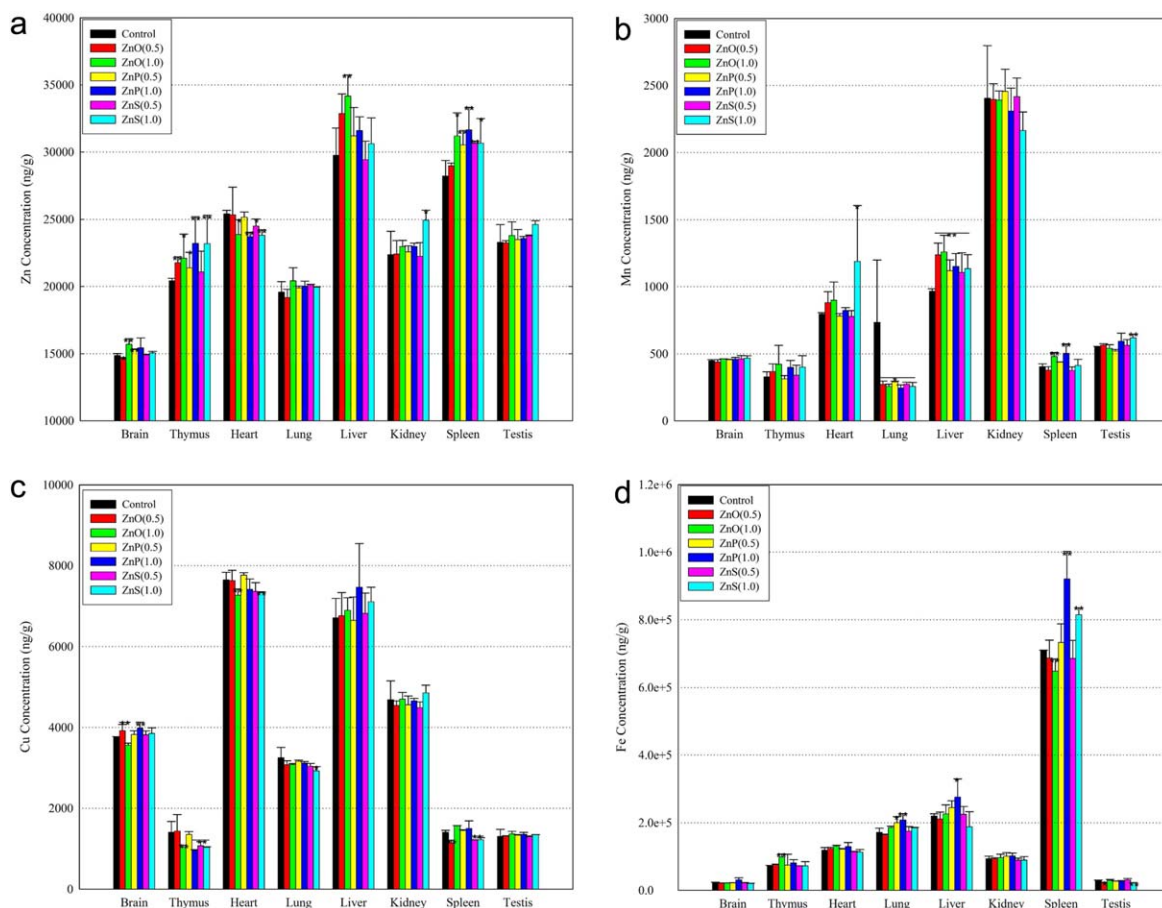 a
40000
35000
30000
25000
20000
15000
10000
Zn Concentration (ng/g)
Control
ZnO(0.5)
ZnO(1.0)
ZnP(0.5)
ZnP(1.0)
ZnS(0.5)
ZnS(1.0)
Brain Thymus Heart Lung Liver Kidney Spleen Testis
b
3000
2500
2000
1500
1000
500
0
Mn Concentration (ng/g)
Control
ZnO(0.5)
ZnO(1.0)
ZnP(0.5)
ZnP(1.0)
ZnS(0.5)
ZnS(1.0)
Brain Thymus Heart Lung Liver Kidney Spleen Testis
c
10000
8000
6000
4000
2000
0
Cu Concentration (ng/g)
Control
ZnO(0.5)
ZnO(1.0)
ZnP(0.5)
ZnP(1.0)
ZnS(0.5)
ZnS(1.0)
Brain Thymus Heart Lung Liver Kidney Spleen Testis
d
1.2e+6
1.0e+6
8.0e+5
6.0e+5
4.0e+5
2.0e+5
0.0
Fe Concentration (ng/g)
Control
ZnO(0.5)
ZnO(1.0)
ZnP(0.5)
ZnP(1.0)
ZnS(0.5)
ZnS(1.0)
Brain Thymus Heart Lung Liver Kidney Spleen Testis